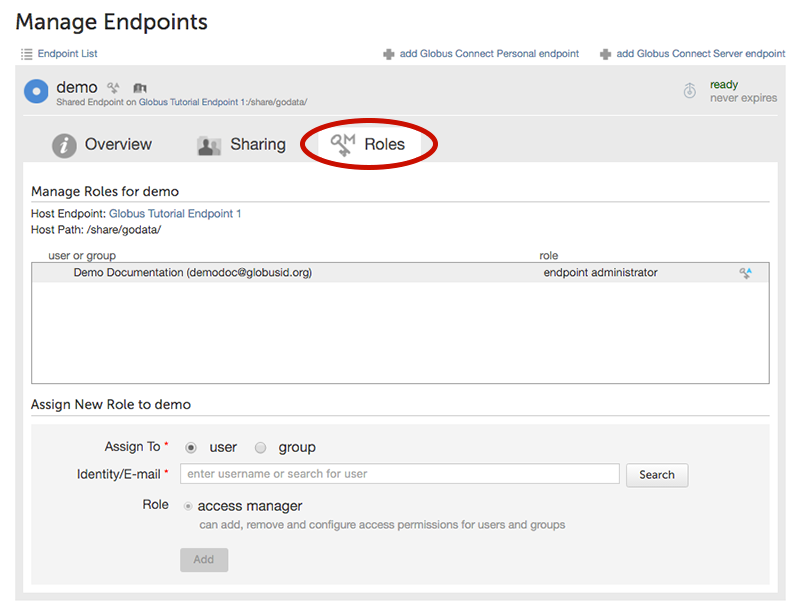 Manage Endpoints
Endpoint List
add Globus Connect Personal endpoint
add Globus Connect Server endpoint
demo
ready
Shared Endpoint on Globus Tutorial Endpoint 1:/share/godata/
never expires
Overview
Sharing
Roles
Manage Roles for demo
Host Endpoint: Globus Tutorial Endpoint 1
Host Path: /share/godata/
user or group
role
Demo Documentation (demodoc@globusid.org)
endpoint administrator
Assign New Role to demo
Assign To *
user
group
Identity/E-mail *
enter username or search for user
Search
Role
access manager
can add, remove and configure access permissions for users and groups
Add